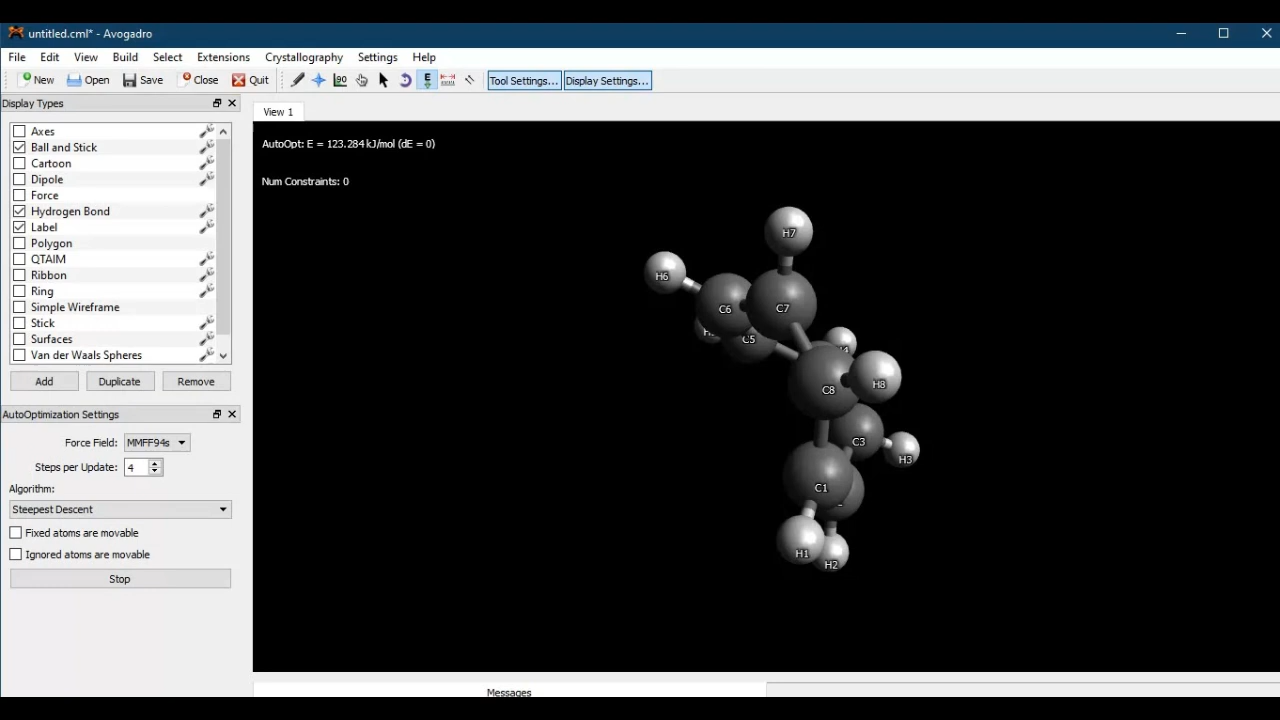 untitled.cml* - Avogadro
File Edit View Build Select Extensions Crystallography Settings Help
New Open Save Close Quit E Tool Settings... Display Settings...
Display Types
View 1
Axes
Ball and Stick
Cartoon
Dipole
Force
Hydrogen Bond
Label
Polygon
QTAIM
Ribbon
Ring
Simple Wireframe
Stick
Surfaces
Van der Waals Spheres
Add Duplicate Remove
AutoOptimization Settings
Force Field: MMFF94s
Steps per Update: 4
Algorithm:
Steepest Descent
Fixed atoms are movable
Ignored atoms are movable
Stop
AutoOpt: E = 123.284 kJ/mol (dE = 0)
Num Constraints: 0
H7
H6
C6 C7
C5
C8 H8
C3
H3
C1
H1
H2
Messages